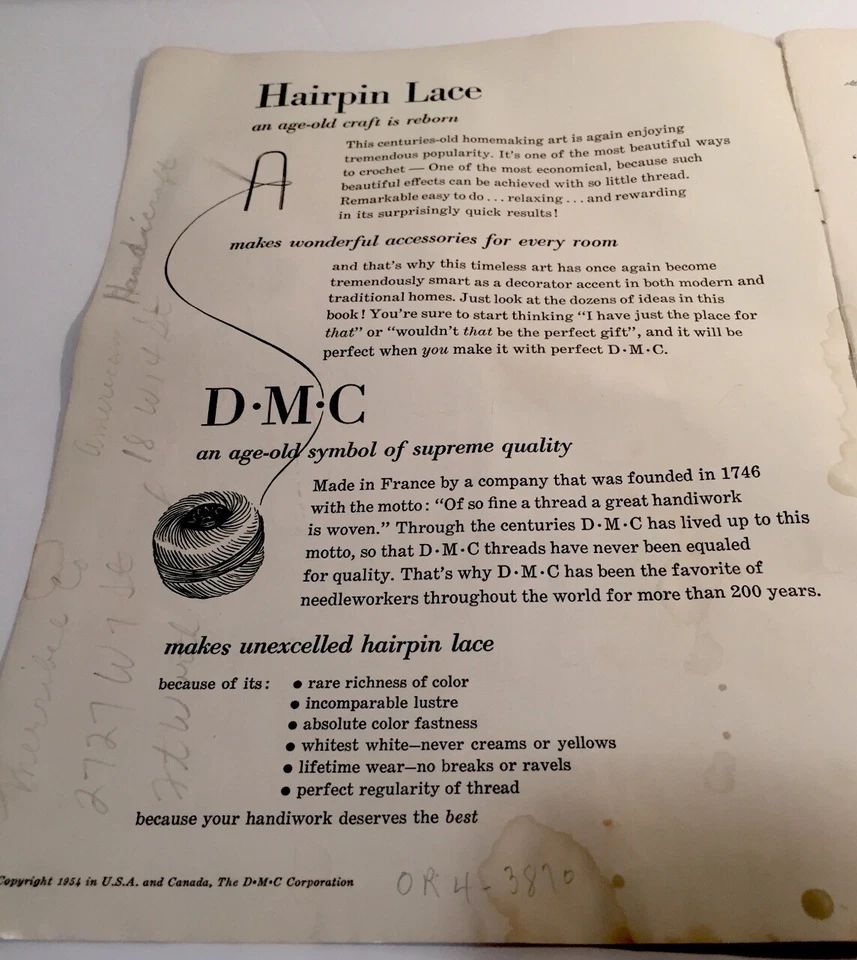 Hairpin Lace
an age-old craft is reborn
This centuries-old homemaking art is again enjoying
tremendous popularity. It's one of the most beautiful ways
to crochet — One of the most economical, because such
beautiful effects can be achieved with so little thread.
Remarkable easy to do . . . relaxing . . . and rewarding
in its surprisingly quick results!
makes wonderful accessories for every room
and that's why this timeless art has once again become
tremendously smart as a decorator accent in both modern and
traditional homes. Just look at the dozens of ideas in this
book! You're sure to start thinking “I have just the place for
that” or “wouldn't that be the perfect gift”, and it will be
perfect when you make it with perfect D·M·C.
D·M·C
an age-old symbol of supreme quality
Made in France by a company that was founded in 1746
with the motto: “Of so fine a thread a great handiwork
is woven.” Through the centuries D·M·C has lived up to this
motto, so that D·M·C threads have never been equaled
for quality. That's why D·M·C has been the favorite of
needleworkers throughout the world for more than 200 years.
makes unexcelled hairpin lace
because of its:
• rare richness of color
• incomparable lustre
• absolute color fastness
• whitest white—never creams or yellows
• lifetime wear—no breaks or ravels
• perfect regularity of thread
because your handiwork deserves the best
Copyright 1954 in U.S.A. and Canada, The D•M•C Corporation
OR 4 - 3870
American Handicraft
18 W 14 St
2727 W 7 St